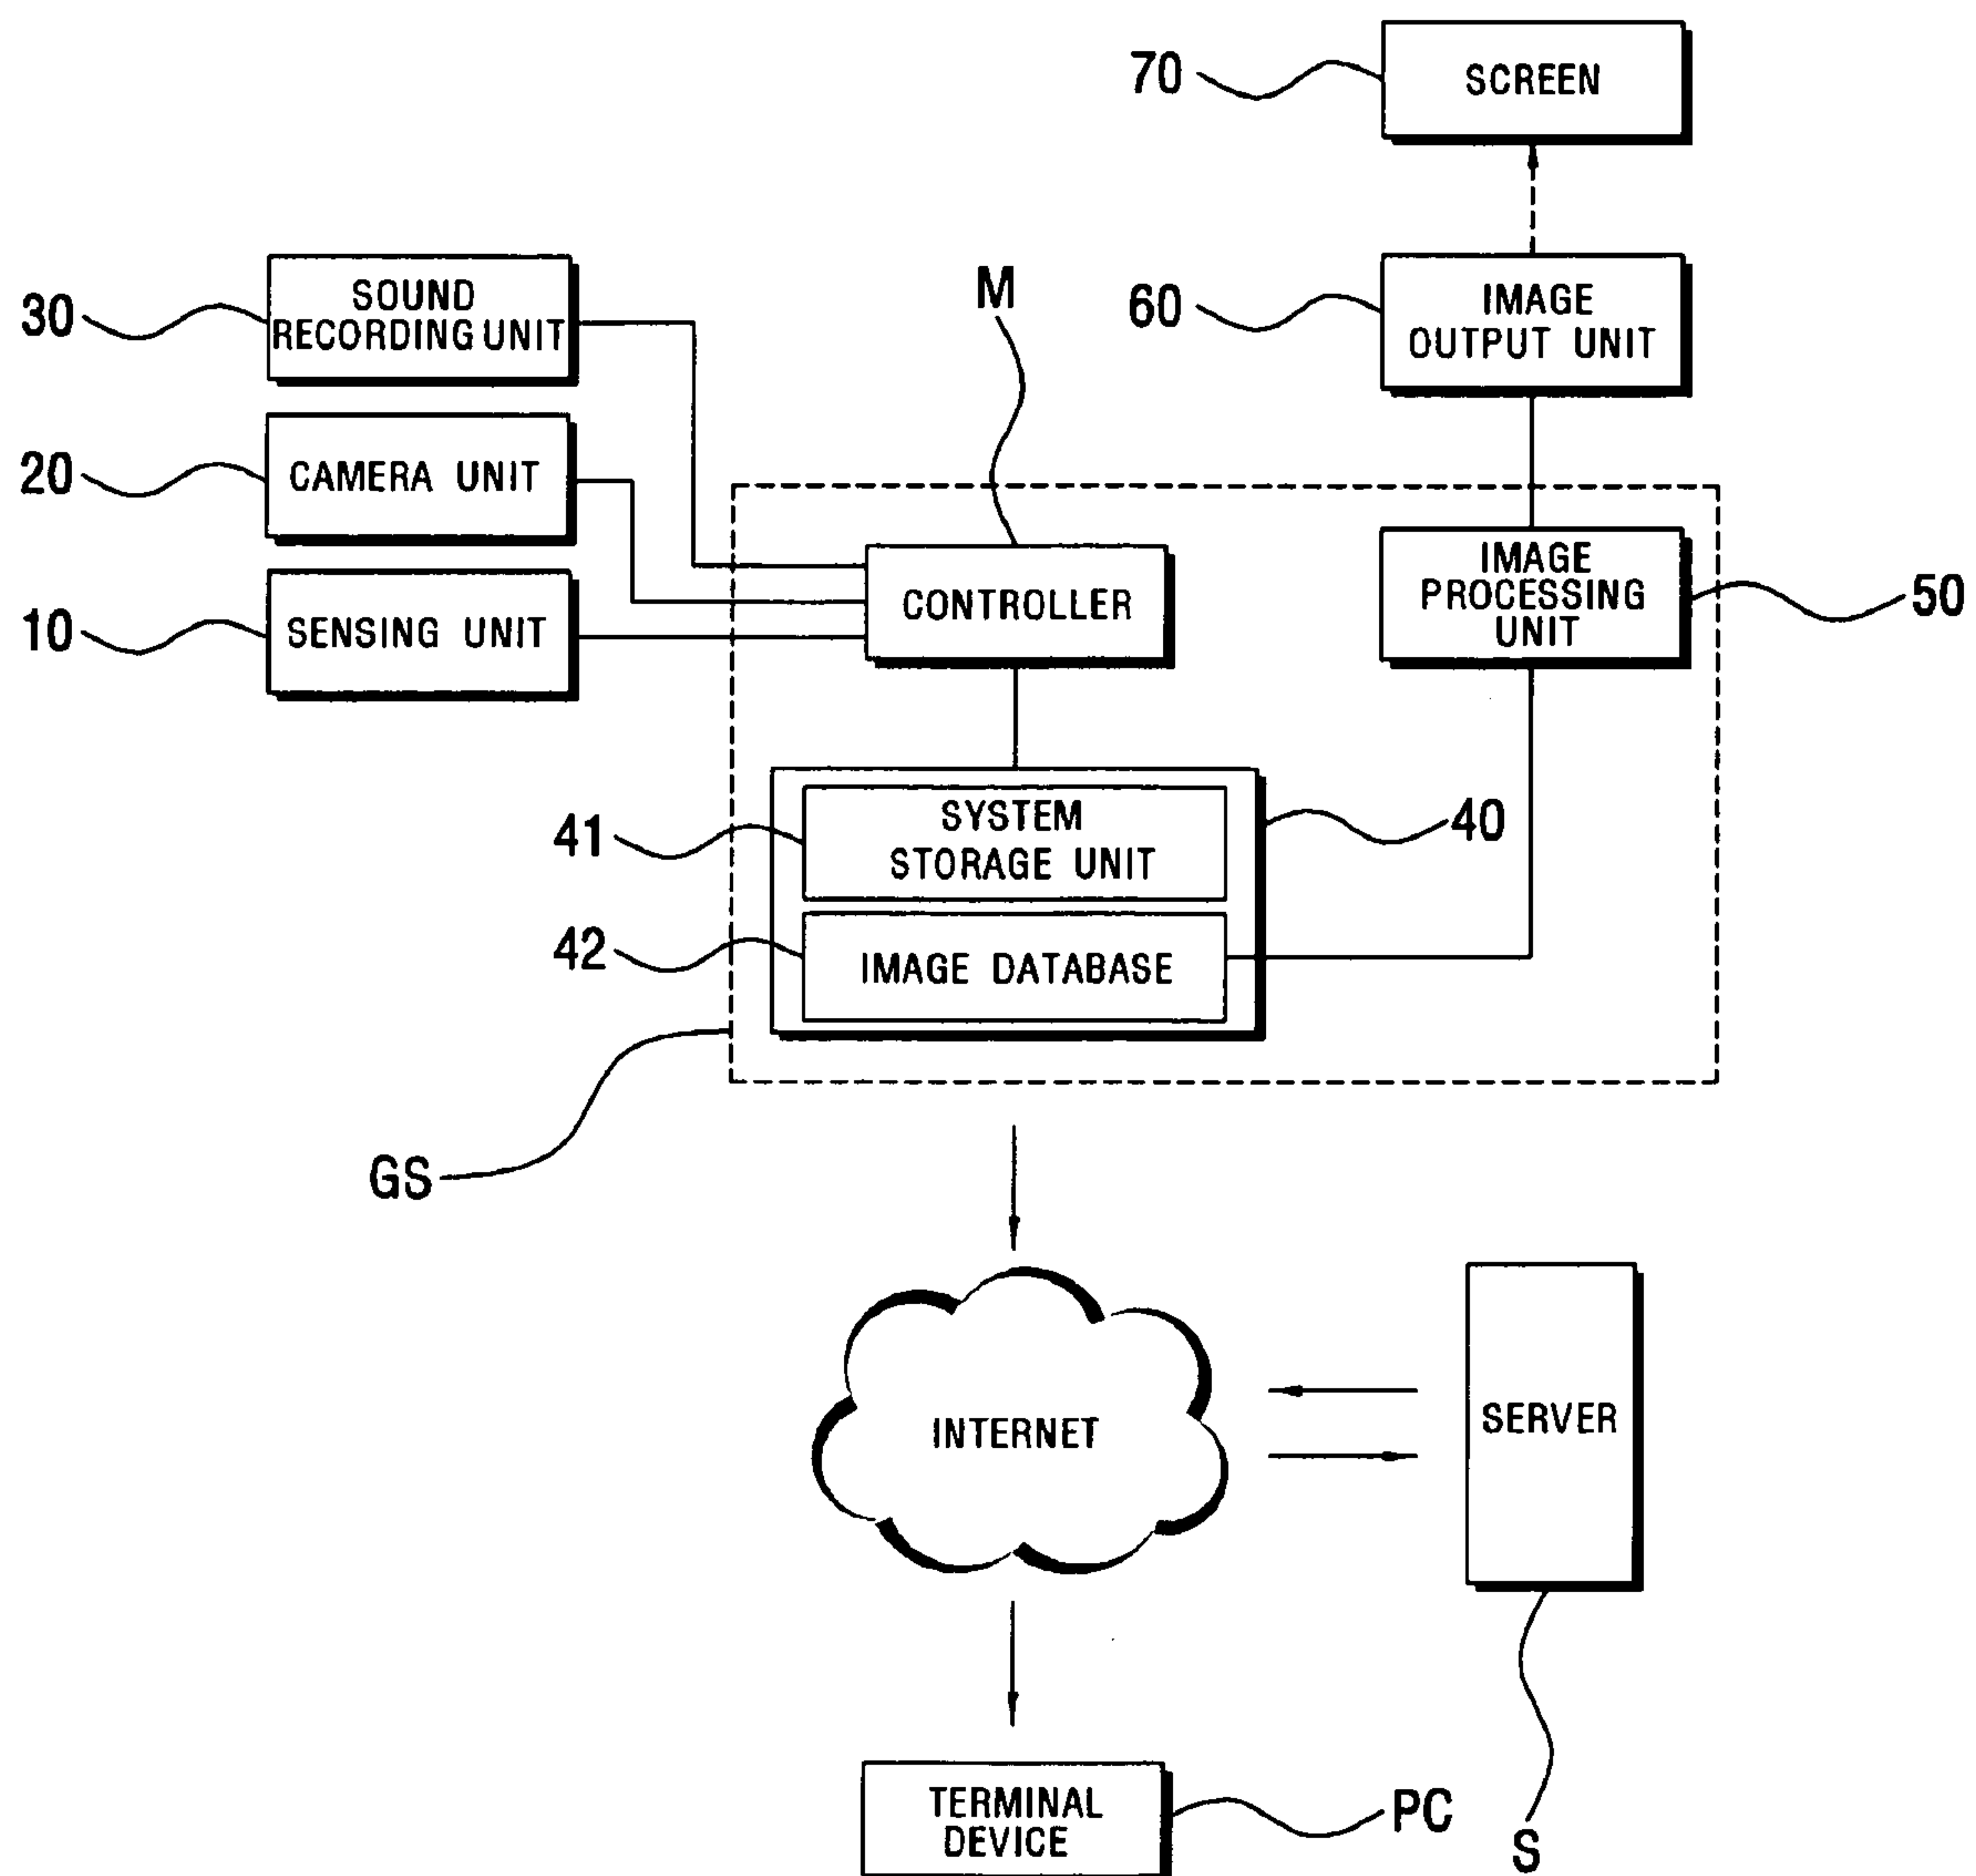 70
SCREEN
30
SOUND
RECORDING UNIT
M
60
IMAGE
OUTPUT UNIT
20
CAMERA UNIT
10
SENSING UNIT
CONTROLLER
IMAGE
PROCESSING
UNIT
50
41
SYSTEM
STORAGE UNIT
40
42
IMAGE DATABASE
GS
INTERNET
SERVER
TERMINAL
DEVICE
PC
S